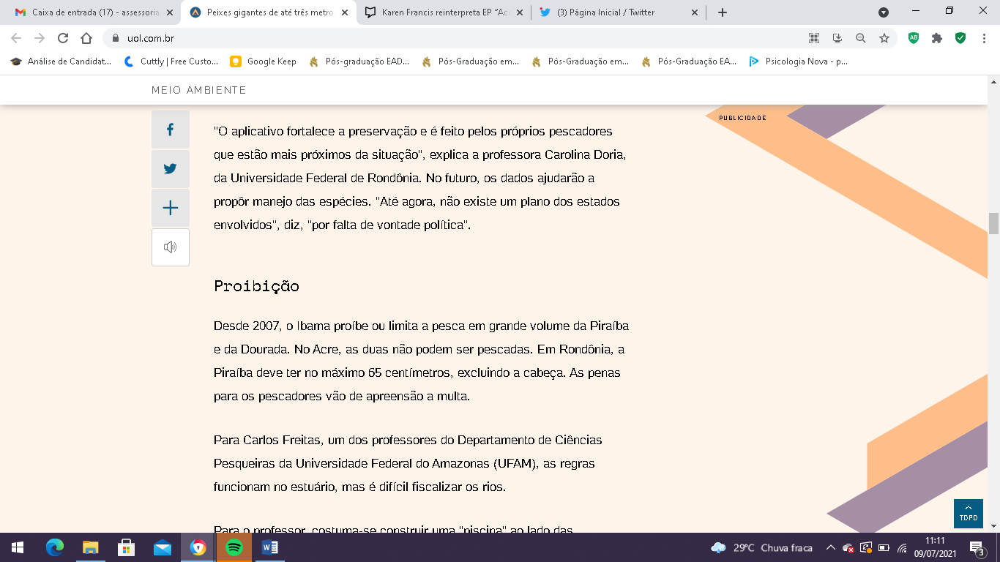 Caixa de entrada (17) - assessoria
Peixes gigantes de até três metro
Karen Francis reinterpreta EP "Aco
(3) Página Inicial / Twitter
uol.com.br
Análise de Candidat...
Cuttly | Free Custo...
Google Keep
Pós-graduação EAD...
Pós-Graduação em...
Pós-Graduação em...
Pós-Graduação EA...
Psicologia Nova - p...
MEIO AMBIENTE
PUBLICIDADE
"O aplicativo fortalece a preservação e é feito pelos próprios pescadores
que estão mais próximos da situação", explica a professora Carolina Doria,
da Universidade Federal de Rondônia. No futuro, os dados ajudarão a
propôr manejo das espécies. "Até agora, não existe um plano dos estados
envolvidos", diz, "por falta de vontade política".
Proibição
Desde 2007, o Ibama proíbe ou limita a pesca em grande volume da Piraíba
e da Dourada. No Acre, as duas não podem ser pescadas. Em Rondônia, a
Piraíba deve ter no máximo 65 centímetros, excluindo a cabeça. As penas
para os pescadores vão de apreensão a multa.
Para Carlos Freitas, um dos professores do Departamento de Ciências
Pesqueiras da Universidade Federal do Amazonas (UFAM), as regras
funcionam no estuário, mas é difícil fiscalizar os rios.
Para o professor, costuma-se construir uma "piscina" ao lado das
TOPO
29°C Chuva fraca
11:11
09/07/2021
3